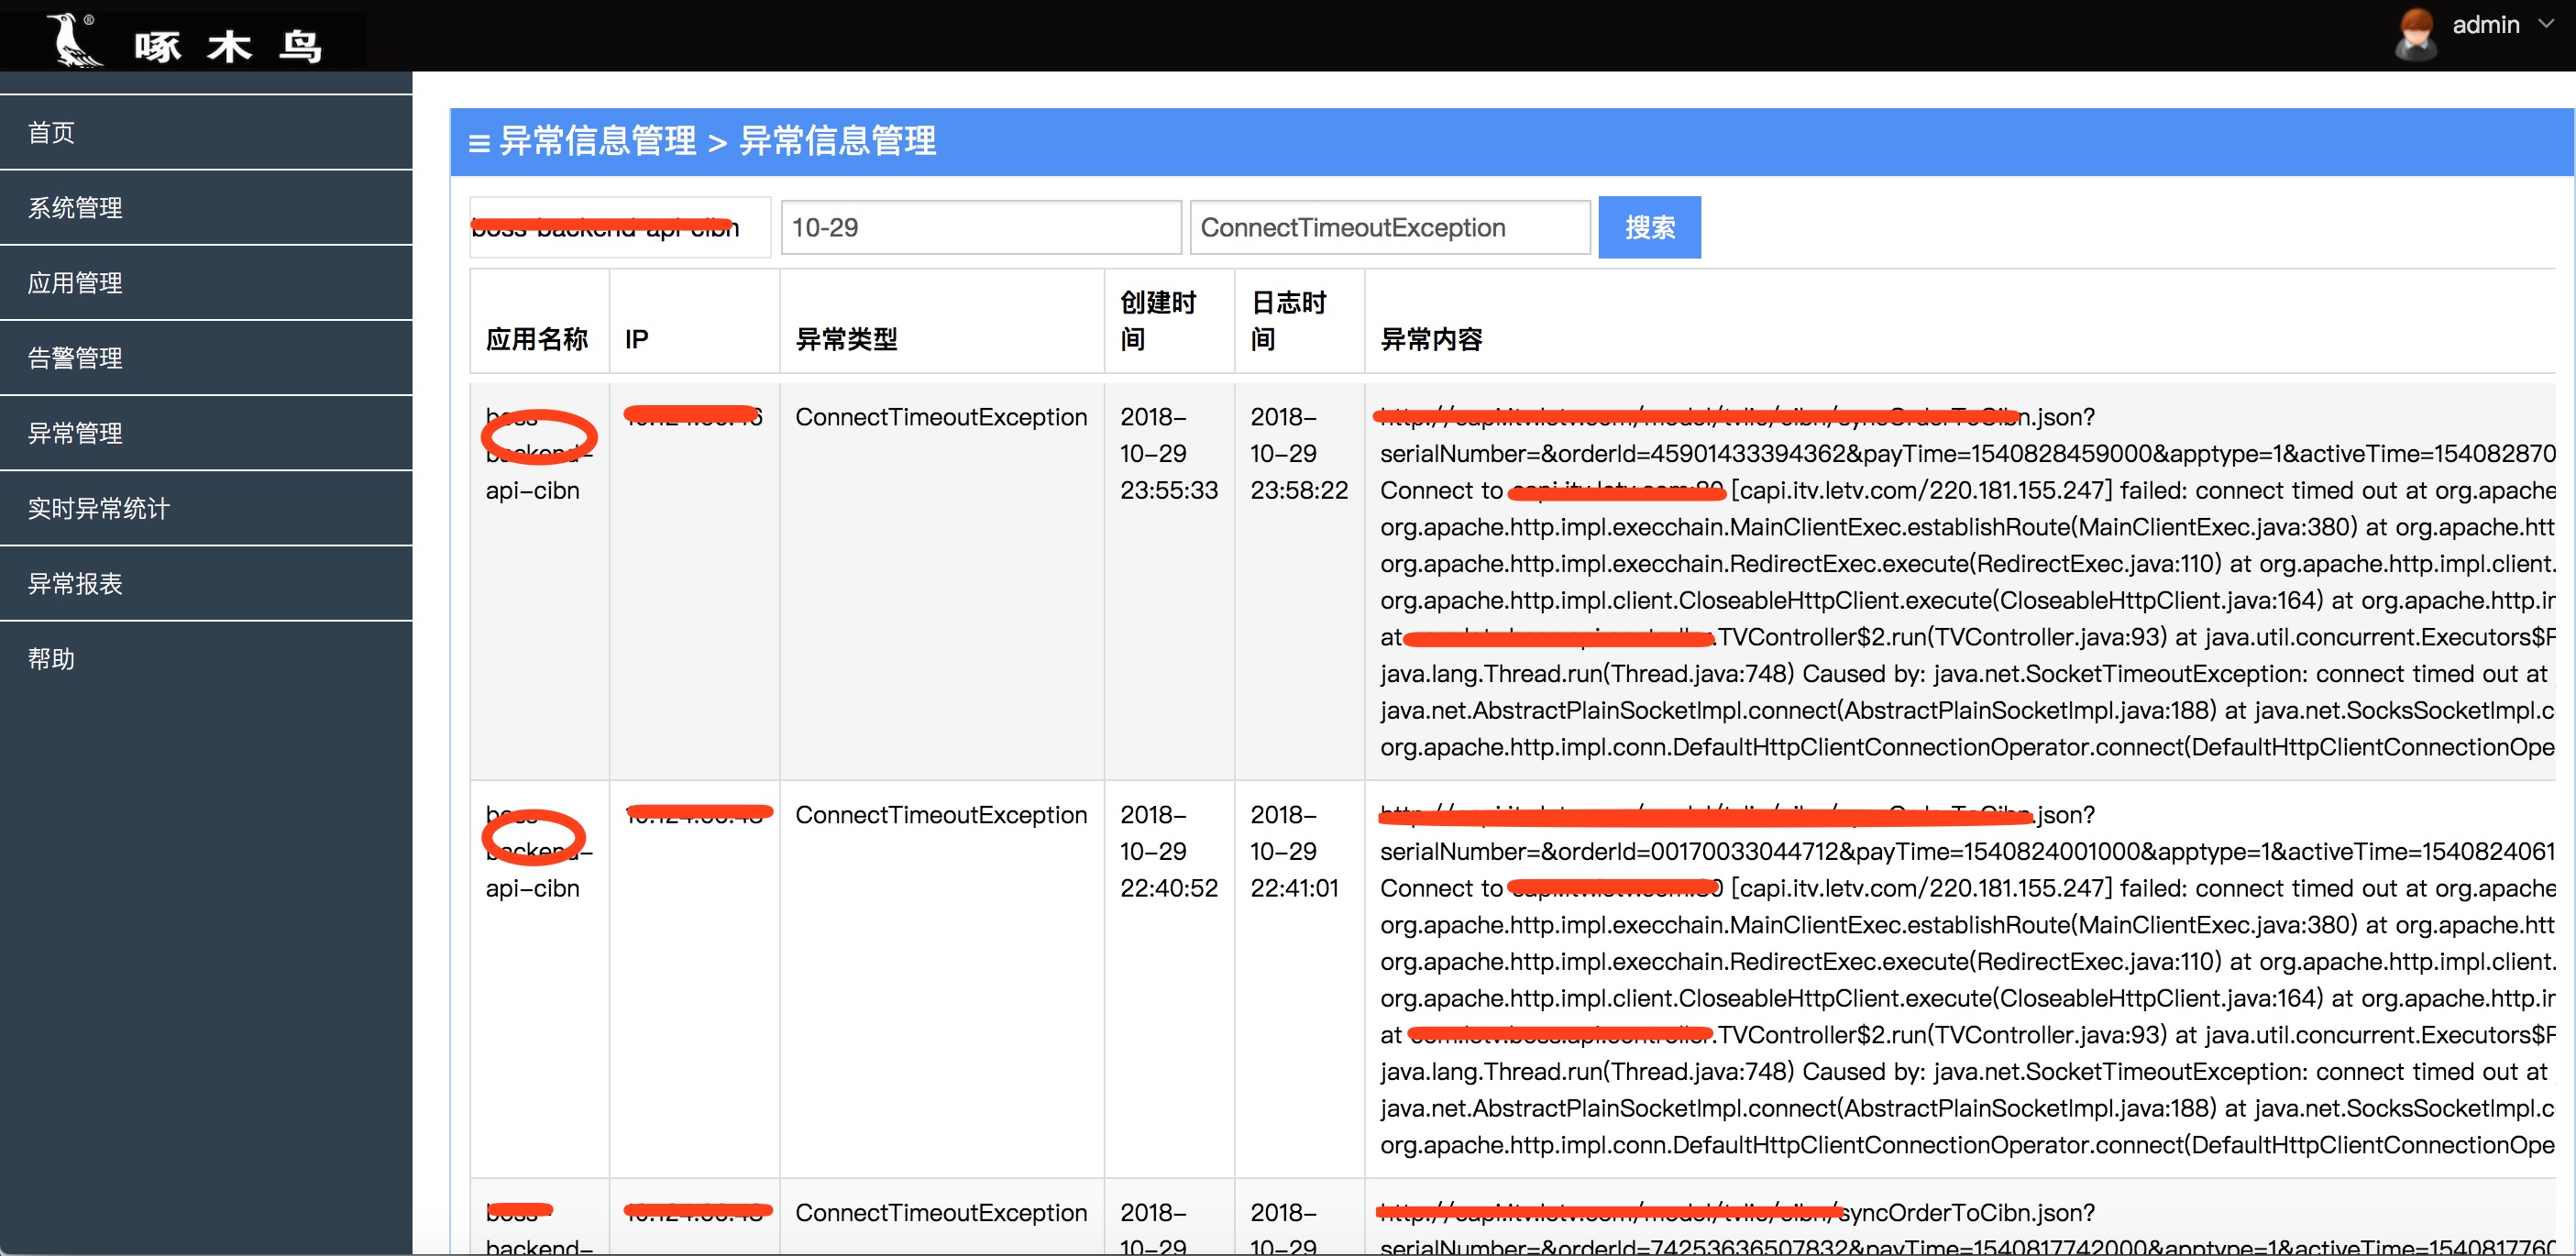 ® 啄 木 鸟
admin
首页
系统管理
应用管理
告警管理
异常管理
实时异常统计
异常报表
帮助
异常信息管理 > 异常信息管理
boss-backend-api-cibn
10-29
ConnectTimeoutException
搜索
应用名称
IP
异常类型
创建时
间
日志时
间
异常内容
boss-
backend-
api-cibn
ConnectTimeoutException
2018-
10-29
23:55:33
2018-
10-29
23:58:22
syncOrderToCibn.json?
serialNumber=&orderId=45901433394362&payTime=1540828459000&apptype=1&activeTime=154082870
Connect to [capi.itv.letv.com/220.181.155.247] failed: connect timed out at org.apache
org.apache.http.impl.execchain.MainClientExec.establishRoute(MainClientExec.java:380) at org.apache.htt
org.apache.http.impl.execchain.RedirectExec.execute(RedirectExec.java:110) at org.apache.http.impl.client.
org.apache.http.impl.client.CloseableHttpClient.execute(CloseableHttpClient.java:164) at org.apache.http.ir
at .TVController$2.run(TVController.java:93) at java.util.concurrent.Executors$F
java.lang.Thread.run(Thread.java:748) Caused by: java.net.SocketTimeoutException: connect timed out at
java.net.AbstractPlainSocketImpl.connect(AbstractPlainSocketImpl.java:188) at java.net.SocksSocketImpl.c
org.apache.http.impl.conn.DefaultHttpClientConnectionOperator.connect(DefaultHttpClientConnectionOpe
boss-
backend-
api-cibn
ConnectTimeoutException
2018-
10-29
22:40:52
2018-
10-29
22:41:01
.json?
serialNumber=&orderId=00170033044712&payTime=1540824001000&apptype=1&activeTime=1540824061
Connect to [capi.itv.letv.com/220.181.155.247] failed: connect timed out at org.apache
org.apache.http.impl.execchain.MainClientExec.establishRoute(MainClientExec.java:380) at org.apache.htt
org.apache.http.impl.execchain.RedirectExec.execute(RedirectExec.java:110) at org.apache.http.impl.client.
org.apache.http.impl.client.CloseableHttpClient.execute(CloseableHttpClient.java:164) at org.apache.http.ir
at .TVController$2.run(TVController.java:93) at java.util.concurrent.Executors$F
java.lang.Thread.run(Thread.java:748) Caused by: java.net.SocketTimeoutException: connect timed out at
java.net.AbstractPlainSocketImpl.connect(AbstractPlainSocketImpl.java:188) at java.net.SocksSocketImpl.c
org.apache.http.impl.conn.DefaultHttpClientConnectionOperator.connect(DefaultHttpClientConnectionOpe
boss-
backend-
ConnectTimeoutException
2018-
10-29
2018-
10-29
syncOrderToCibn.json?
serialNumber=&orderId=74253636507832&payTime=1540817742000&apptype=1&activeTime=1540817760